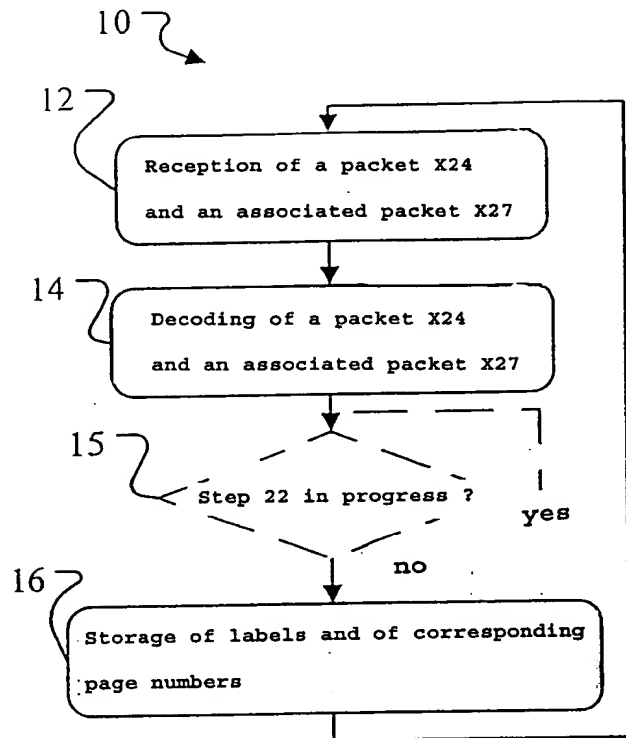 10
12
Reception of a packet X24
and an associated packet X27
14
Decoding of a packet X24
and an associated packet X27
15
Step 22 in progress ?
yes
no
16
Storage of labels and of corresponding
page numbers